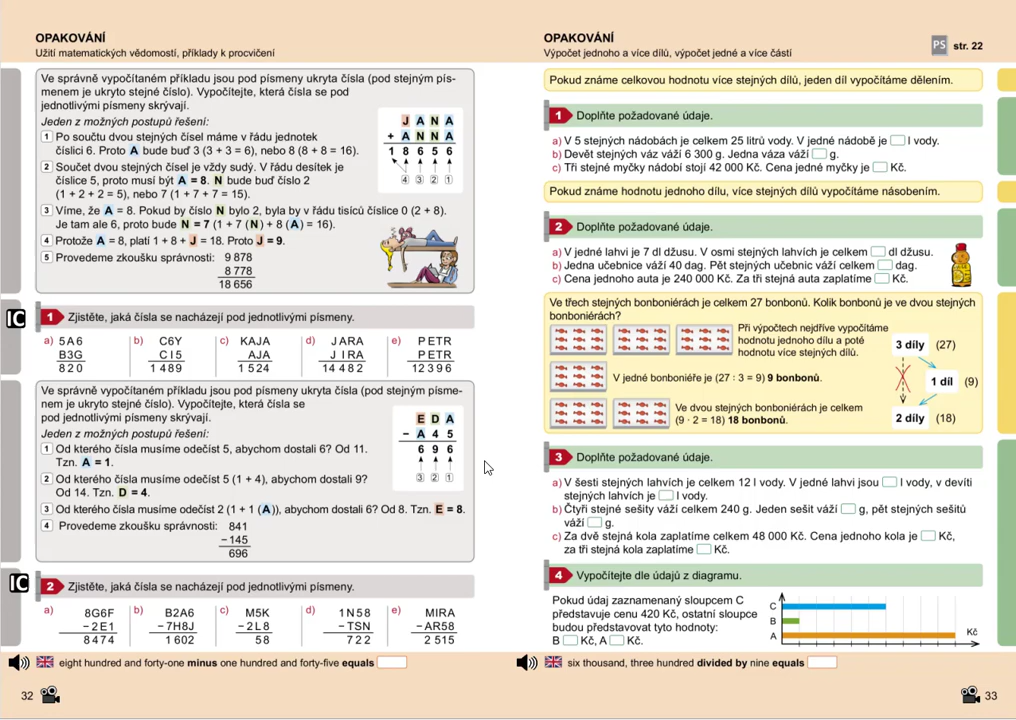 OPAKOVÁNÍ
Užití matematických vědomostí, příklady k procvičení
Ve správně vypočítaném příkladu jsou pod písmeny ukryta čísla (pod stejným pís-
menem je ukryto stejné číslo). Vypočítejte, která čísla se pod
jednotlivými písmeny skrývají.
Jeden z možných postupů řešení:
1 Po součtu dvou stejných čísel máme v řádu jednotek
číslici 6. Proto A bude buď 3 (3 + 3 = 6), nebo 8 (8 + 8 = 16).
2 Součet dvou stejných čísel je vždy sudý. V řádu desítek je
číslice 5, proto musí být A = 8. N bude buď číslo 2
(1 + 2 + 2 = 5), nebo 7 (1 + 7 + 7 = 15).
3 Víme, že A = 8. Pokud by číslo N bylo 2, byla by v řádu tisíců číslice 0 (2 + 8).
Je tam ale 6, proto bude N = 7 (1 + 7 (N) + 8 (A) = 16).
4 Protože A = 8, platí 1 + 8 + J = 18. Proto J = 9.
5 Provedeme zkoušku správnosti: 9 878
8 778
18 656
J A N A
+ A N N A
1 8 6 5 6
4 3 2 1
IC
1 Zjistěte, jaká čísla se nacházejí pod jednotlivými písmeny.
a) 5A6 b) C6Y c) KAJA d) JARA e) PETR
B3G C I 5 AJA J I RA PETR
8 2 0 1 4 8 9 1 5 2 4 1 4 4 8 2 1 2 3 9 6
Ve správně vypočítaném příkladu jsou pod písmeny ukryta čísla (pod stejným písme-
nem je ukryto stejné číslo). Vypočítejte, která čísla se
pod jednotlivými písmeny skrývají.
Jeden z možných postupů řešení:
1 Od kterého čísla musíme odečíst 5, abychom dostali 6? Od 11.
Tzn. A = 1.
2 Od kterého čísla musíme odečíst 5 (1 + 4), abychom dostali 9?
Od 14. Tzn. D = 4.
3 Od kterého čísla musíme odečíst 2 (1 + 1 (A)), abychom dostali 6? Od 8. Tzn. E = 8.
4 Provedeme zkoušku správnosti: 841
– 145
696
E D A
– A 4 5
6 9 6
3 2 1
IC
2 Zjistěte, jaká čísla se nacházejí pod jednotlivými písmeny.
a) 8G6F b) B2A6 c) M5K d) 1N58 e) MIRA
– 2E1 – 7H8J – 2L8 – TSN – AR58
8474 1602 58 722 2515
eight hundred and forty-one minus one hundred and forty-five equals
32
OPAKOVÁNÍ
Výpočet jednoho a více dílů, výpočet jedné a více částí
PS str. 22
Pokud známe celkovou hodnotu více stejných dílů, jeden díl vypočítáme dělením.
1 Doplňte požadované údaje.
a) V 5 stejných nádobách je celkem 25 litrů vody. V jedné nádobě je l vody.
b) Devět stejných váz váží 6 300 g. Jedna váza váží g.
c) Tři stejné myčky nádobí stojí 42 000 Kč. Cena jedné myčky je Kč.
Pokud známe hodnotu jednoho dílu, více stejných dílů vypočítáme násobením.
2 Doplňte požadované údaje.
a) V jedné lahvi je 7 dl džusu. V osmi stejných lahvích je celkem dl džusu.
b) Jedna učebnice váží 40 dag. Pět stejných učebnic váží celkem dag.
c) Cena jednoho auta je 240 000 Kč. Za tři stejná auta zaplatíme Kč.
Ve třech stejných bonboniérách je celkem 27 bonbonů. Kolik bonbonů je ve dvou stejných
bonboniérách?
Při výpočtech nejdříve vypočítáme
hodnotu jednoho dílu a poté
hodnotu více stejných dílů.
3 díly (27)
V jedné bonboniéře je (27 : 3 = 9) 9 bonbonů.
1 díl (9)
Ve dvou stejných bonboniérách je celkem
(9 · 2 = 18) 18 bonbonů.
2 díly (18)
3 Doplňte požadované údaje.
a) V šesti stejných lahvích je celkem 12 l vody. V jedné lahvi jsou l vody, v devíti
stejných lahvích je l vody.
b) Čtyři stejné sešity váží celkem 240 g. Jeden sešit váží g, pět stejných sešitů
váží g.
c) Za dvě stejná kola zaplatíme celkem 48 000 Kč. Cena jednoho kola je Kč,
za tři stejná kola zaplatíme Kč.
4 Vypočítejte dle údajů z diagramu.
Pokud údaj zaznamenaný sloupcem C
představuje cenu 420 Kč, ostatní sloupce
budou představovat tyto hodnoty:
B Kč, A Kč.
C
B
A
Kč
six thousand, three hundred divided by nine equals
33